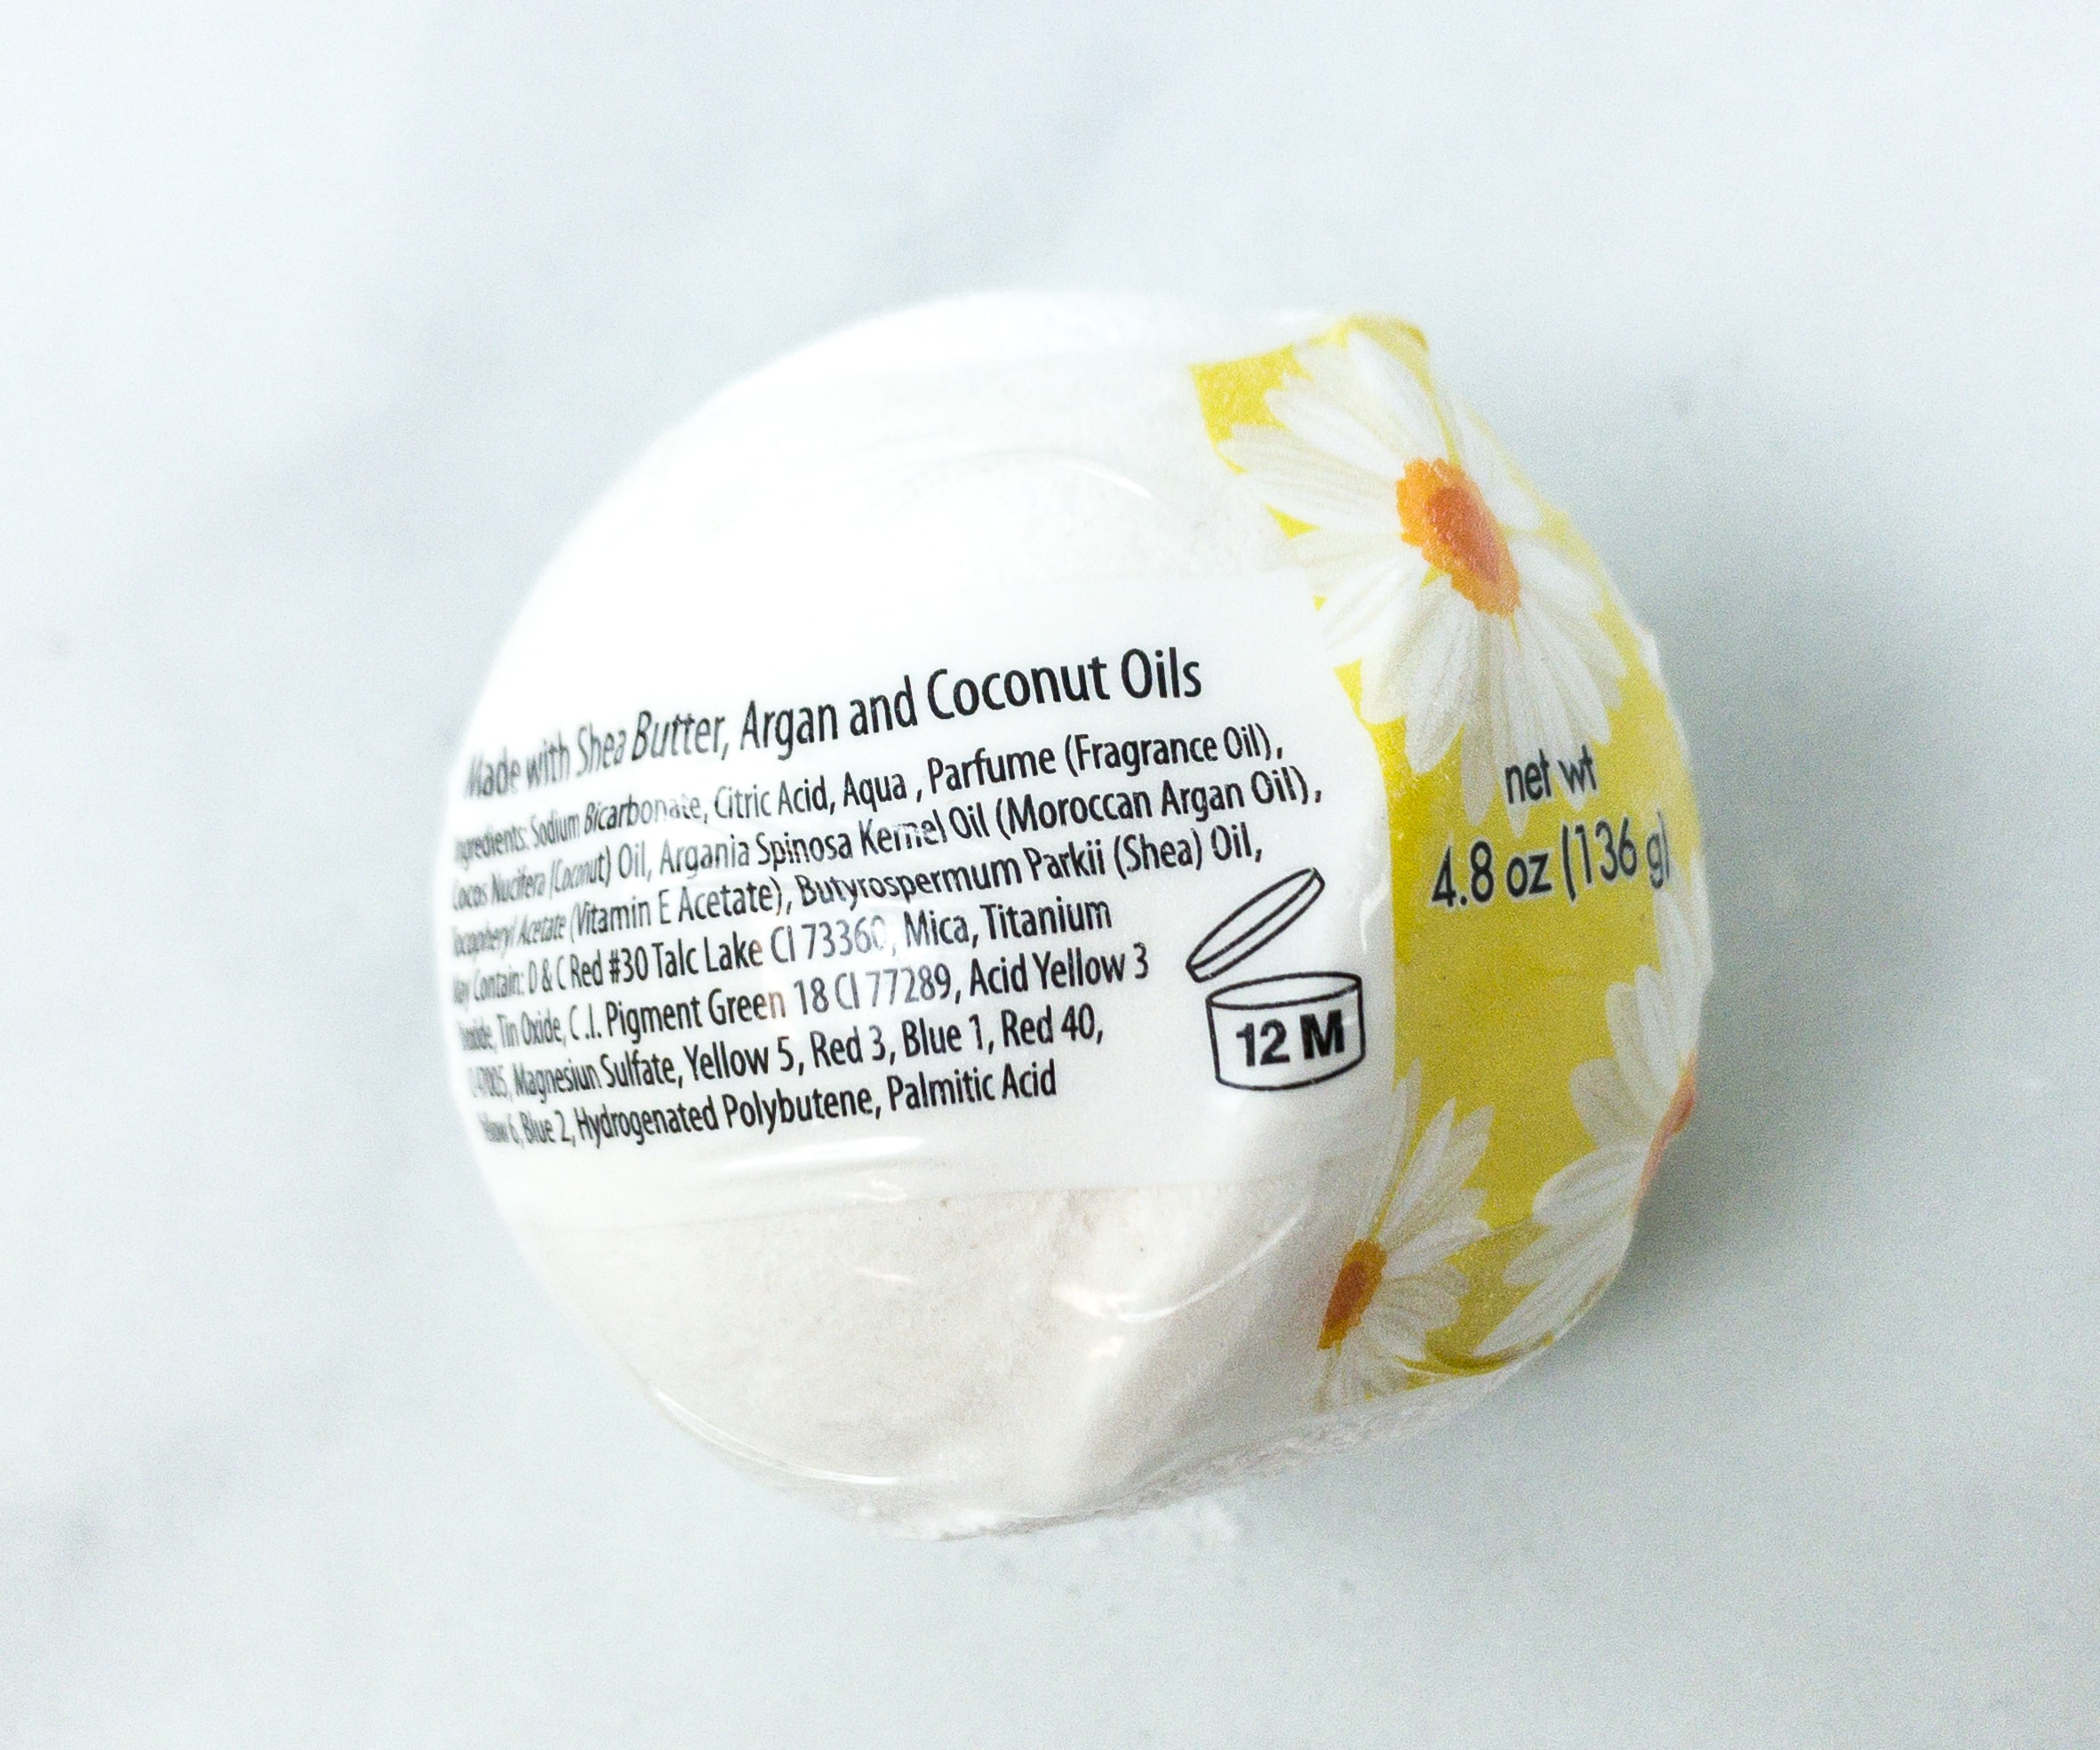 Made with Shea Butter, Argan and Coconut Oils
Ingredients: Sodium Bicarbonate, Citric Acid, Aqua , Parfume (Fragrance Oil),
Cocos Nucifera (Coconut) Oil, Argania Spinosa Kernel Oil (Moroccan Argan Oil),
Tocopheryl Acetate (Vitamin E Acetate), Butyrospermum Parkii (Shea) Oil,
May Contain: D & C Red #30 Talc Lake CI 73360, Mica, Titanium
Tin Oxide, C .I. Pigment Green 18 CI 77289, Acid Yellow 3
Magnesiun Sulfate, Yellow 5, Red 3, Blue 1, Red 40,
Yellow 6, Blue 2, Hydrogenated Polybutene, Palmitic Acid
12 M
net wt
4.8 oz (136 g)